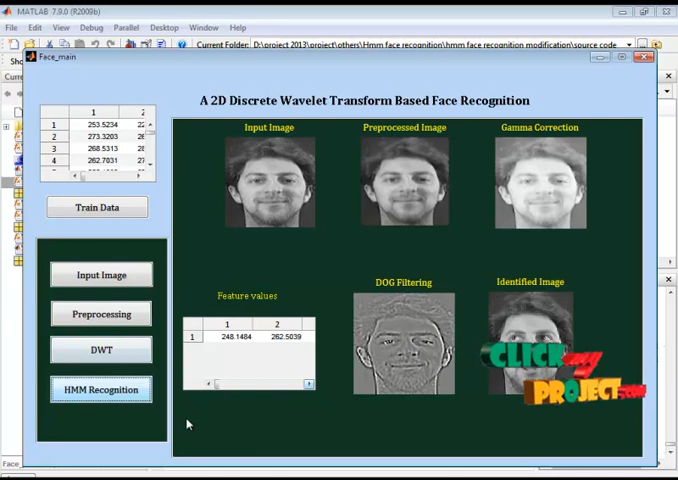 MATLAB 7.9.0 (R2009b)
File Edit View Debug Parallel Desktop Window Help
Current Folder: D:\project 2013\project\others\Hmm face recognition\hmm face recognition modification\source code
Face_main
A 2D Discrete Wavelet Transform Based Face Recognition
1 2
1 253.5234
2 273.3203
3 268.5313
4 262.7031
Train Data
Input Image Preprocessed Image Gamma Correction
Input Image
Preprocessing
DWT
HMM Recognition
Feature values DOG Filtering Identified Image
1 2
1 248.1484 262.5039
CLICK my
PROJECT.COM
Face_